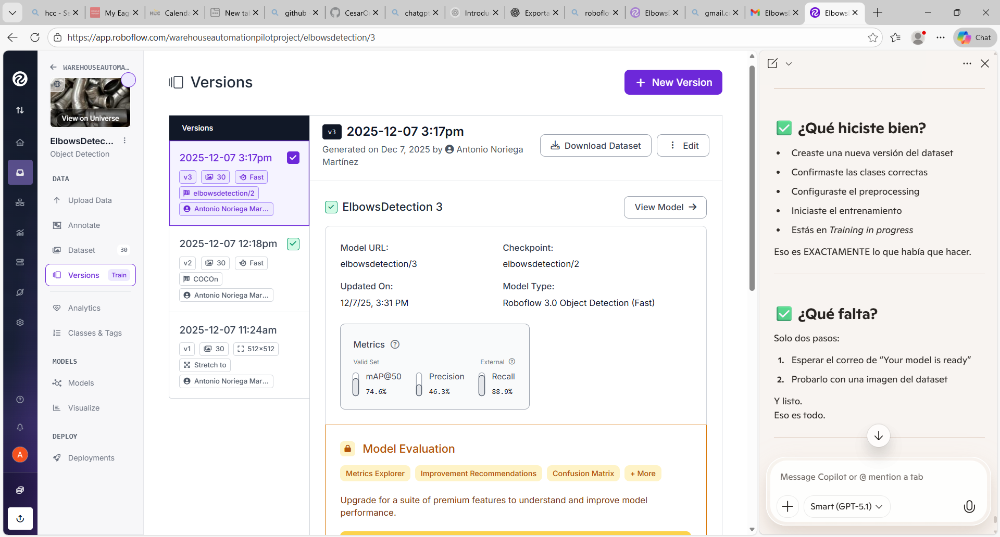 hcc - Se
My Eag
HCC Calenda
New ta
github -
CesarO
chatgpt
Introdu
Exporta
roboflo
Elbows
gmail.c
Elbows
Elbows
https://app.roboflow.com/warehouseautomationpilotproject/elbowsdetection/3
Chat
WAREHOUSEAUTOMA...
View on Universe
ElbowsDetec...
Object Detection
DATA
Upload Data
Annotate
Dataset 30
Versions Train
Analytics
Classes & Tags
MODELS
Models
Visualize
DEPLOY
Deployments
A
Versions
New Version
Versions
2025-12-07 3:17pm
v3 30 Fast
elbowsdetection/2
Antonio Noriega Mar...
2025-12-07 12:18pm
v2 30 Fast
COCOn
Antonio Noriega Mar...
2025-12-07 11:24am
v1 30 512×512
Stretch to
Antonio Noriega Mar...
v3 2025-12-07 3:17pm
Generated on Dec 7, 2025 by Antonio Noriega
Martínez
Download Dataset
Edit
ElbowsDetection 3
View Model
Model URL:
elbowsdetection/3
Checkpoint:
elbowsdetection/2
Updated On:
12/7/25, 3:31 PM
Model Type:
Roboflow 3.0 Object Detection (Fast)
Metrics
Valid Set
External
mAP@50
74.6%
Precision
46.3%
Recall
88.9%
Model Evaluation
Metrics Explorer
Improvement Recommendations
Confusion Matrix
+ More
Upgrade for a suite of premium features to understand and improve model
performance.
¿Qué hiciste bien?
• Creaste una nueva versión del dataset
• Confirmaste las clases correctas
• Configuraste el preprocessing
• Iniciaste el entrenamiento
• Estás en Training in progress
Eso es EXACTAMENTE lo que había que hacer.
¿Qué falta?
Solo dos pasos:
1. Esperar el correo de “Your model is ready”
2. Probarlo con una imagen del dataset
Y listo.
Eso es todo.
Message Copilot or @ mention a tab
Smart (GPT-5.1)